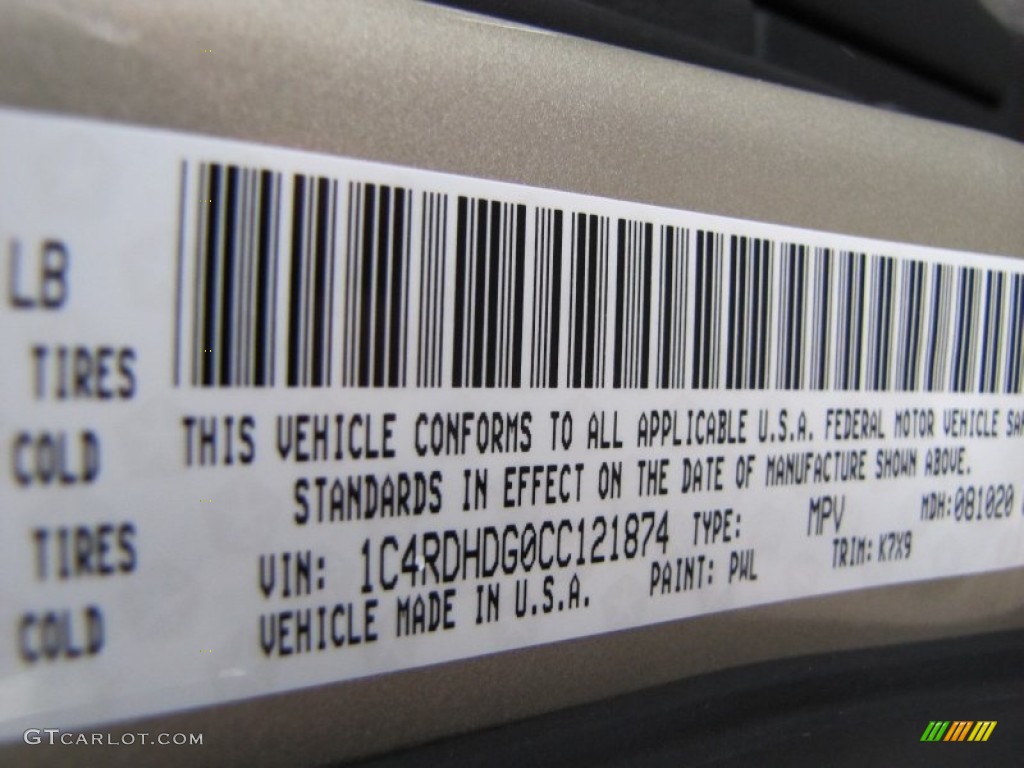 LB
TIRES
COLD
TIRES
COLD
THIS VEHICLE CONFORMS TO ALL APPLICABLE U.S.A. FEDERAL MOTOR VEHICLE SA
STANDARDS IN EFFECT ON THE DATE OF MANUFACTURE SHOWN ABOVE.
VIN: 1C4RDHDG0CC121874 TYPE: MPV MDH:081020
VEHICLE MADE IN U.S.A. PAINT: PWL TRIM: K7X9
GTCARLOT.COM